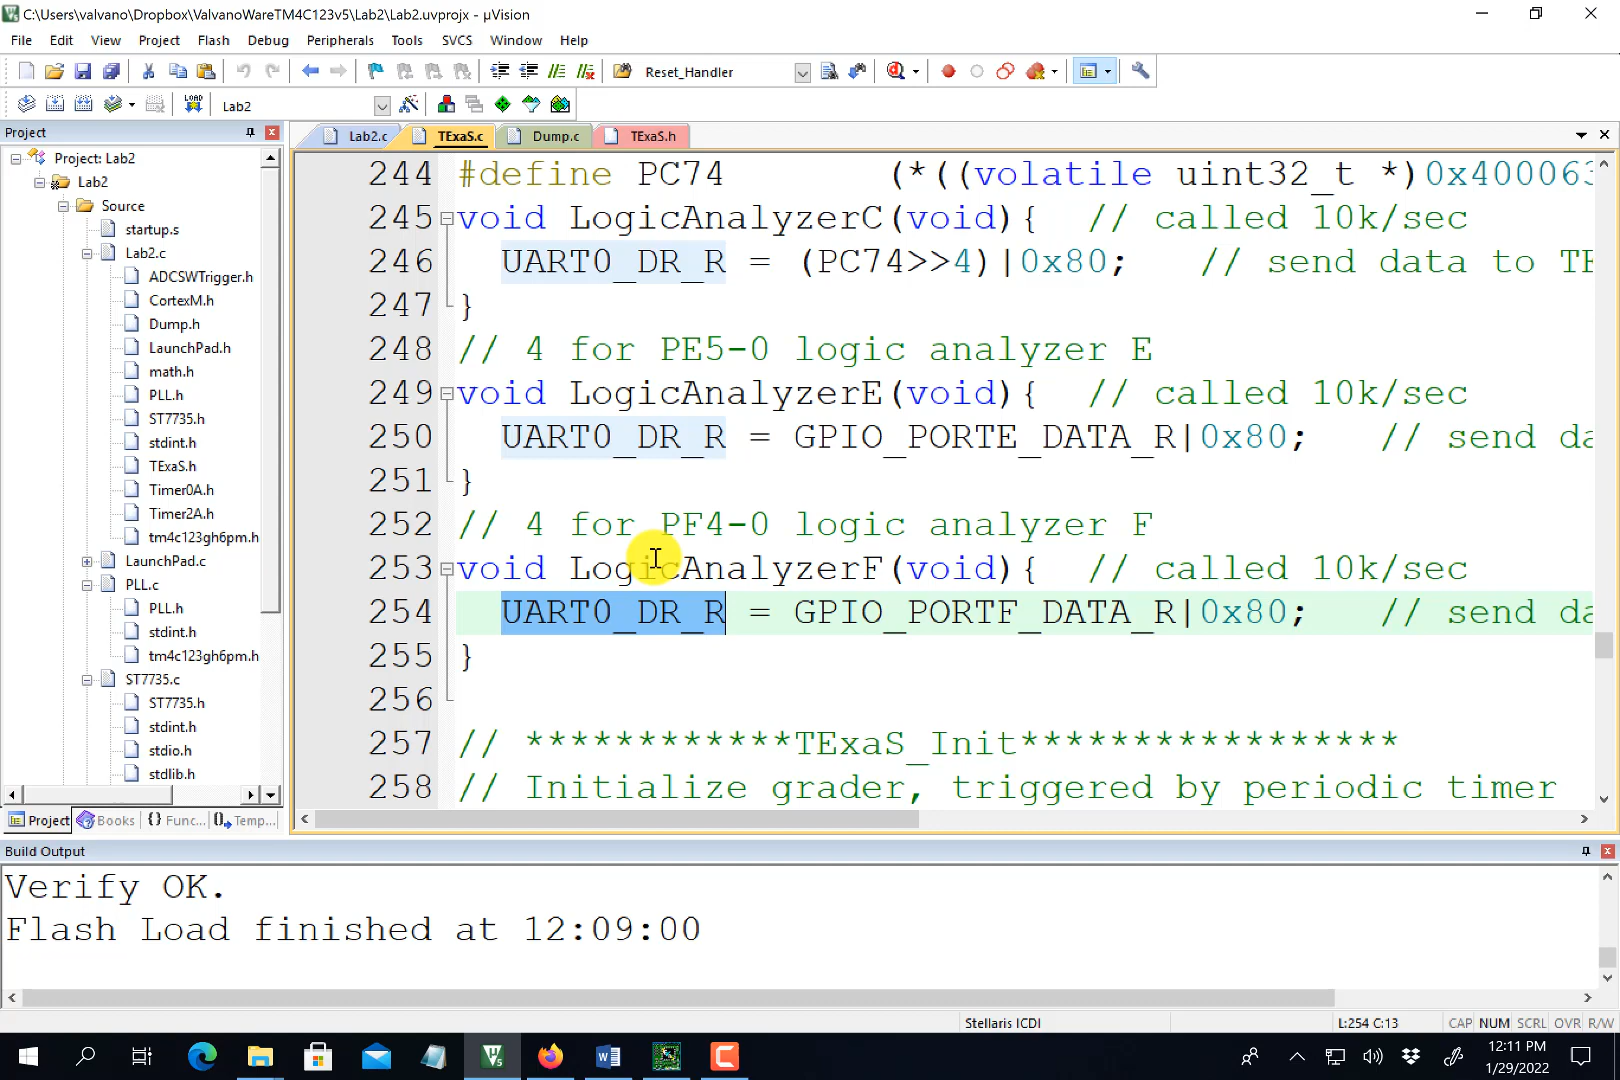 C:\Users\valvano\Dropbox\ValvanoWareTM4C123v5\Lab2\Lab2.uvprojx - µVision
File Edit View Project Flash Debug Peripherals Tools SVCS Window Help
Reset_Handler
LOAD Lab2
Project
Lab2.c TExaS.c Dump.c TExaS.h
Project: Lab2
Lab2
Source
startup.s
Lab2.c
ADCSWTrigger.h
CortexM.h
Dump.h
LaunchPad.h
math.h
PLL.h
ST7735.h
stdint.h
TExaS.h
Timer0A.h
Timer2A.h
tm4c123gh6pm.h
LaunchPad.c
PLL.c
PLL.h
stdint.h
tm4c123gh6pm.h
ST7735.c
ST7735.h
stdint.h
stdio.h
stdlib.h
Project Books {} Func... 0 Temp...
244 #define PC74 (*((volatile uint32_t *)0x400063
245 void LogicAnalyzerC(void){ // called 10k/sec
246 UART0_DR_R = (PC74>>4)|0x80; // send data to TE
247 }
248 // 4 for PE5-0 logic analyzer E
249 void LogicAnalyzerE(void){ // called 10k/sec
250 UART0_DR_R = GPIO_PORTE_DATA_R|0x80; // send da
251 }
252 // 4 for PF4-0 logic analyzer F
253 void LogicAnalyzerF(void){ // called 10k/sec
254 UART0_DR_R = GPIO_PORTF_DATA_R|0x80; // send da
255 }
256
257 // ************TExaS_Init*****************
258 // Initialize grader, triggered by periodic timer
Build Output
Verify OK.
Flash Load finished at 12:09:00
Stellaris ICDI L:254 C:13 CAP NUM SCRL OVR R/W
12:11 PM
1/29/2022